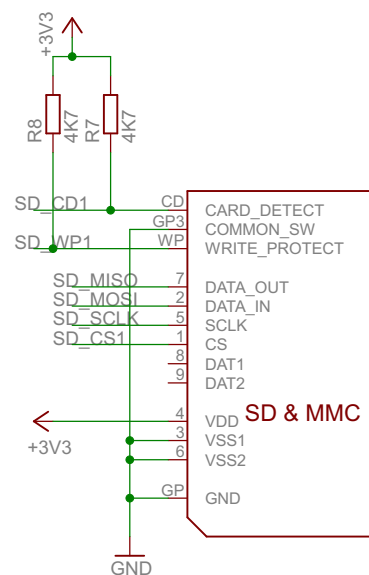 +3V3
R8
4K7
R7
4K7
SD_CD1
CD
CARD_DETECT
GP3
COMMON_SW
SD_WP1
WP
WRITE_PROTECT
SD_MISO
7
DATA_OUT
SD_MOSI
2
DATA_IN
SD_SCLK
5
SCLK
SD_CS1
1
CS
8
DAT1
9
DAT2
SD & MMC
+3V3
4
VDD
3
VSS1
6
VSS2
GP
GND
GND